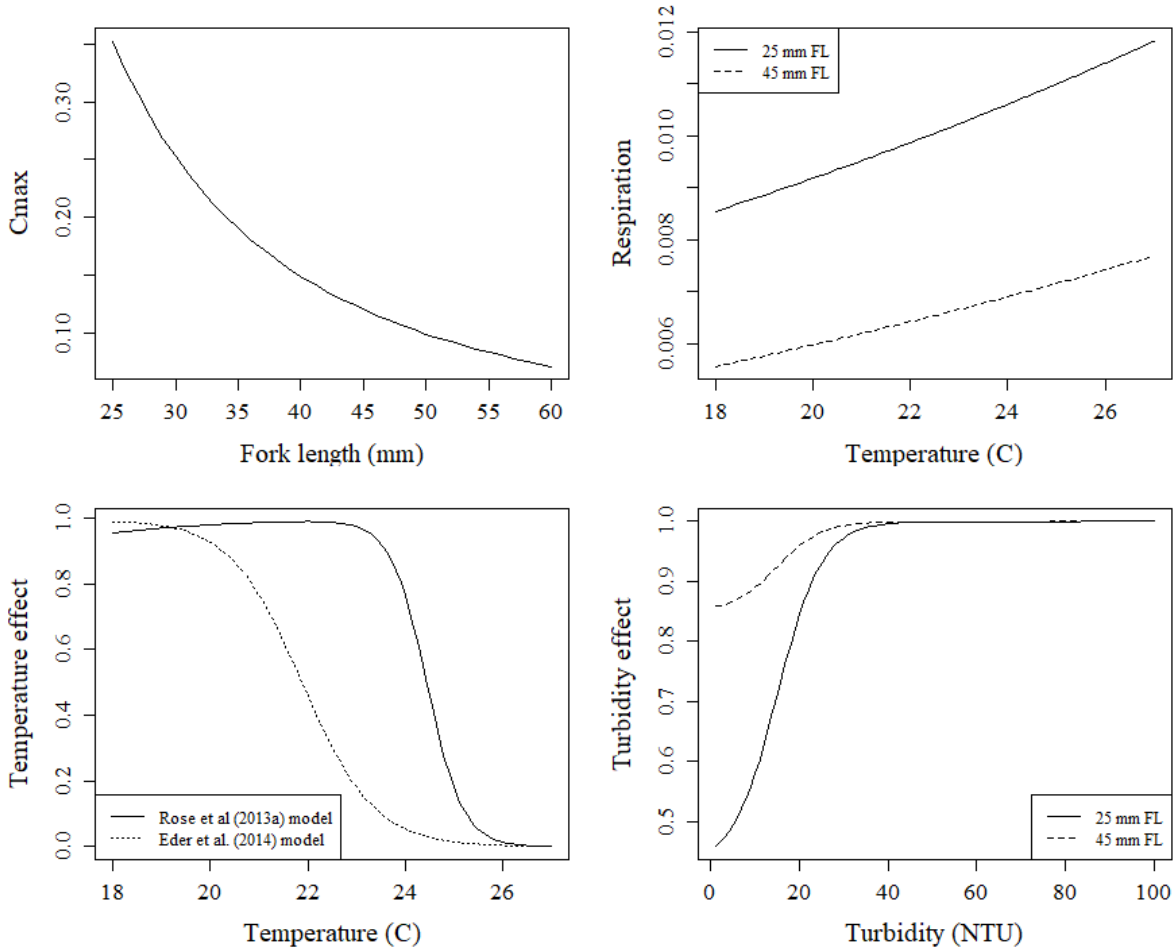 Cmax
0.30
0.20
0.10
25 30 35 40 45 50 55 60
Fork length (mm)
Respiration
0.012
0.010
0.008
0.006
25 mm FL
45 mm FL
18 20 22 24 26
Temperature (C)
Temperature effect
1.0
0.8
0.6
0.4
0.2
0.0
Rose et al (2013a) model
Eder et al. (2014) model
18 20 22 24 26
Temperature (C)
Turbidity effect
1.0
0.9
0.8
0.7
0.6
0.5
25 mm FL
45 mm FL
0 20 40 60 80 100
Turbidity (NTU)